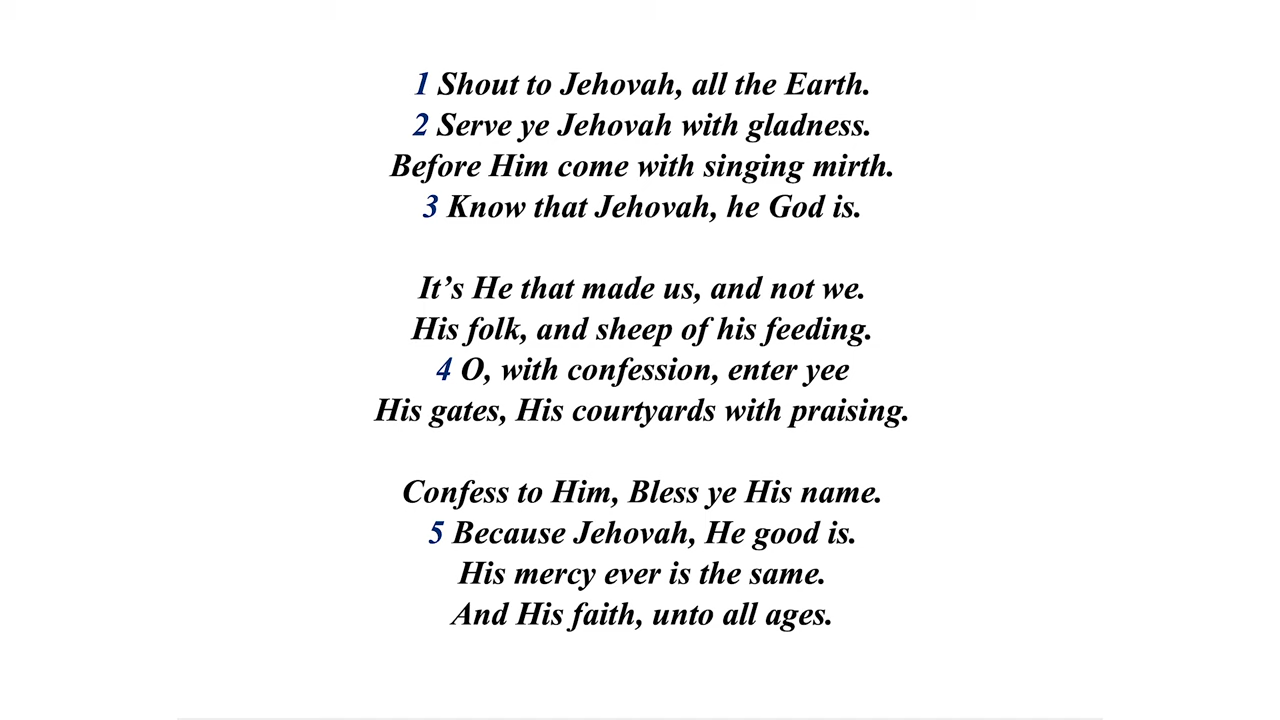 1 Shout to Jehovah, all the Earth.
2 Serve ye Jehovah with gladness.
Before Him come with singing mirth.
3 Know that Jehovah, he God is.
It’s He that made us, and not we.
His folk, and sheep of his feeding.
4 O, with confession, enter yee
His gates, His courtyards with praising.
Confess to Him, Bless ye His name.
5 Because Jehovah, He good is.
His mercy ever is the same.
And His faith, unto all ages.